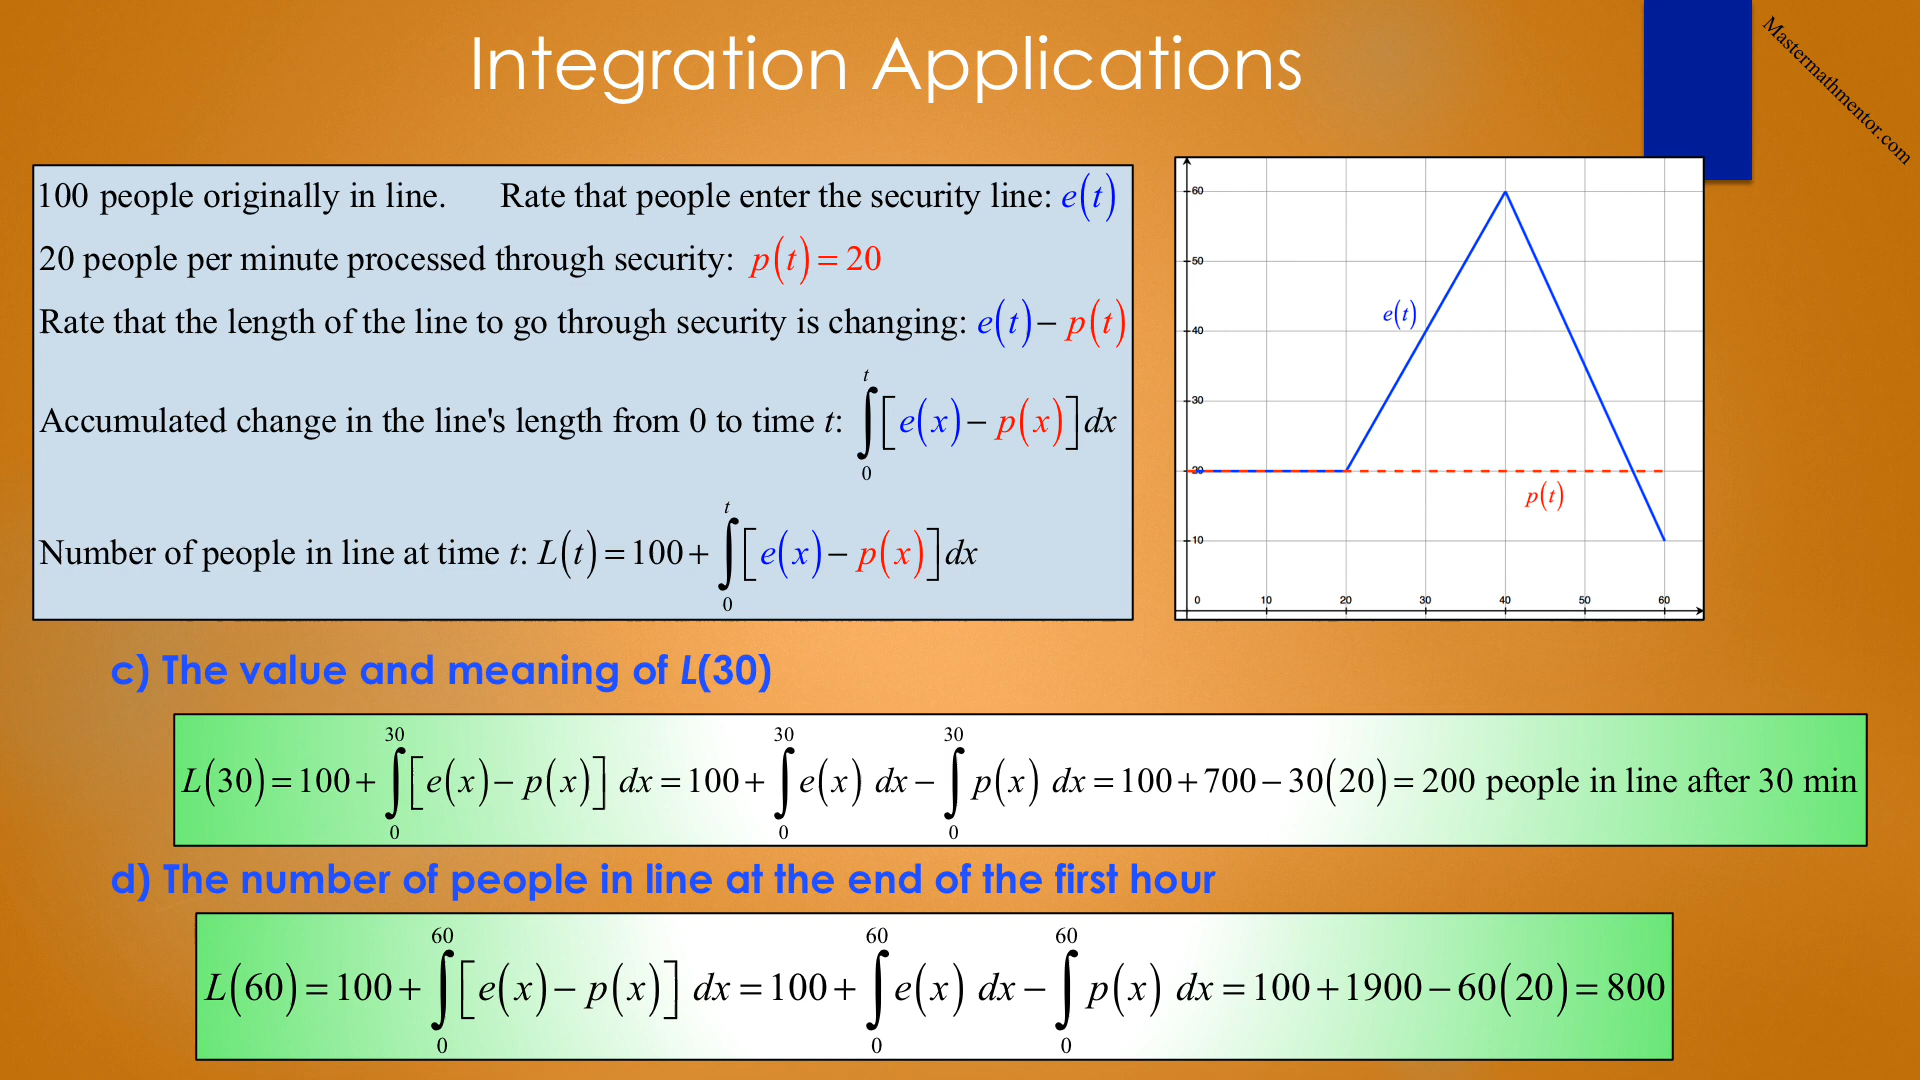 Integration Applications
Mastermathmentor.com
100 people originally in line. Rate that people enter the security line: e(t)
20 people per minute processed through security: p(t) = 20
Rate that the length of the line to go through security is changing: e(t) − p(t)
Accumulated change in the line's length from 0 to time t: ∫₀ᵗ [e(x) − p(x)] dx
Number of people in line at time t: L(t) = 100 + ∫₀ᵗ [e(x) − p(x)] dx
60
50
e(t)
40
30
20
p(t)
10
0 10 20 30 40 50 60
c) The value and meaning of L(30)
L(30) = 100 + ∫₀³⁰ [e(x) − p(x)] dx = 100 + ∫₀³⁰ e(x) dx − ∫₀³⁰ p(x) dx = 100 + 700 − 30(20) = 200 people in line after 30 min
d) The number of people in line at the end of the first hour
L(60) = 100 + ∫₀⁶⁰ [e(x) − p(x)] dx = 100 + ∫₀⁶⁰ e(x) dx − ∫₀⁶⁰ p(x) dx = 100 + 1900 − 60(20) = 800